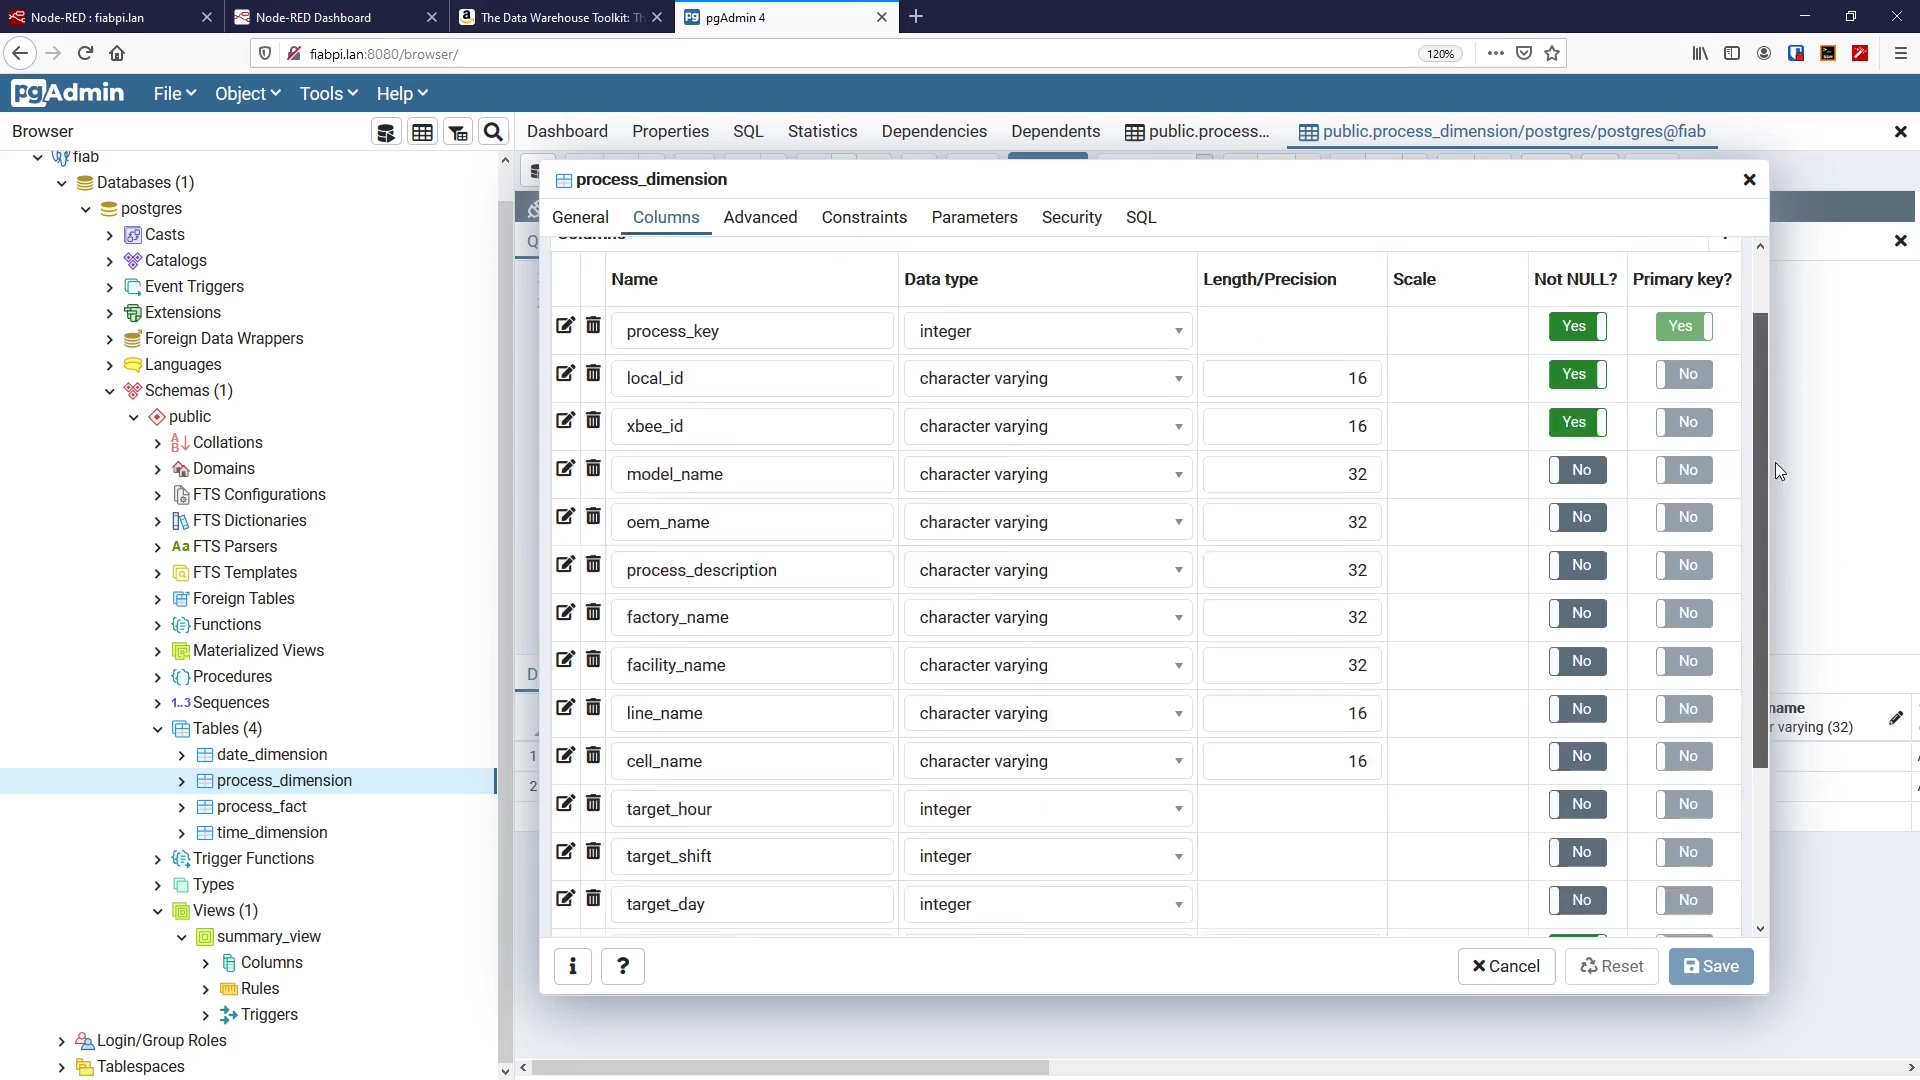 Node-RED : fiabpi.lan
Node-RED Dashboard
The Data Warehouse Toolkit: Th
pgAdmin 4
fiabpi.lan:8080/browser/
120%
pgAdmin
File
Object
Tools
Help
Browser
Dashboard
Properties
SQL
Statistics
Dependencies
Dependents
public.process...
public.process_dimension/postgres/postgres@fiab
fiab
Databases (1)
postgres
Casts
Catalogs
Event Triggers
Extensions
Foreign Data Wrappers
Languages
Schemas (1)
public
Collations
Domains
FTS Configurations
FTS Dictionaries
Aa FTS Parsers
FTS Templates
Foreign Tables
Functions
Materialized Views
Procedures
1..3 Sequences
Tables (4)
date_dimension
process_dimension
process_fact
time_dimension
Trigger Functions
Types
Views (1)
summary_view
Columns
Rules
Triggers
Login/Group Roles
Tablespaces
process_dimension
General
Columns
Advanced
Constraints
Parameters
Security
SQL
Columns
Name Data type Length/Precision Scale Not NULL? Primary key?
process_key integer Yes Yes
local_id character varying 16 Yes No
xbee_id character varying 16 Yes No
model_name character varying 32 No No
oem_name character varying 32 No No
process_description character varying 32 No No
factory_name character varying 32 No No
facility_name character varying 32 No No
line_name character varying 16 No No
cell_name character varying 16 No No
target_hour integer No No
target_shift integer No No
target_day integer No No
i
?
Cancel
Reset
Save
Q
D
1
2
name
r varying (32)